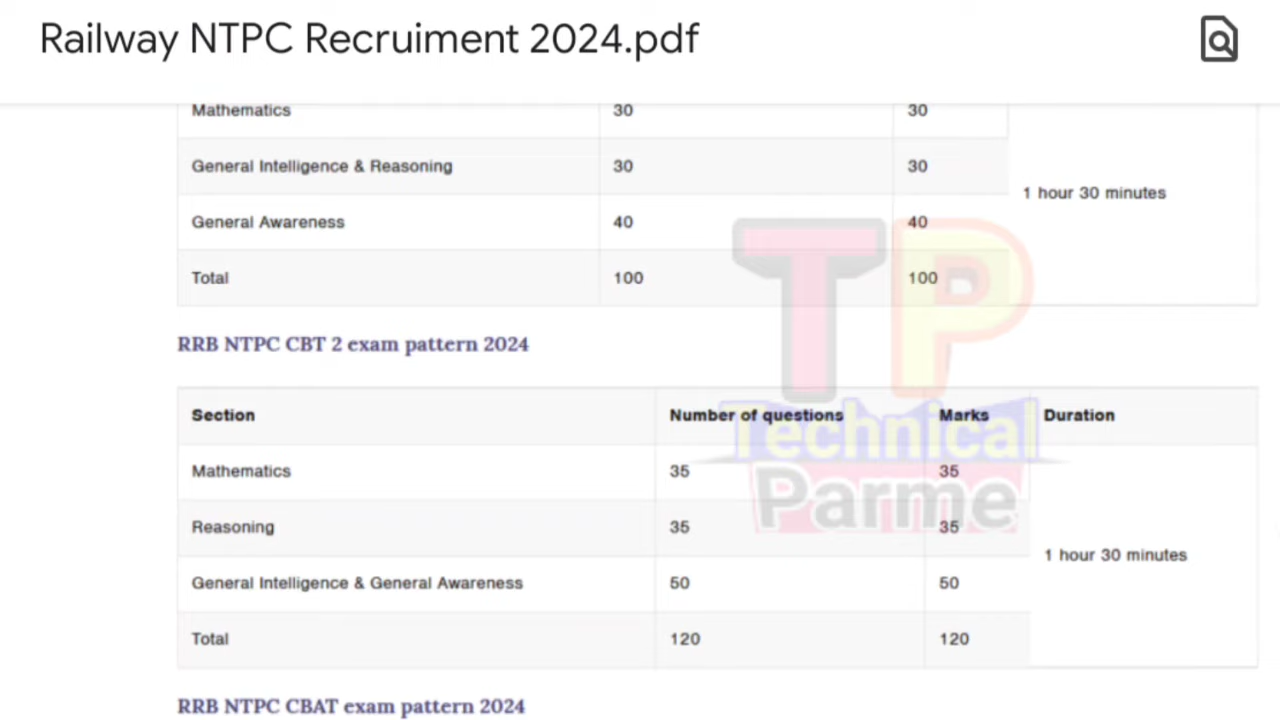 Railway NTPC Recruiment 2024.pdf
Mathematics 30 30
General Intelligence & Reasoning 30 30
1 hour 30 minutes
General Awareness 40 40
Total 100 100
RRB NTPC CBT 2 exam pattern 2024
Section Number of questions Marks Duration
Mathematics 35 35
Reasoning 35 35
1 hour 30 minutes
General Intelligence & General Awareness 50 50
Total 120 120
RRB NTPC CBAT exam pattern 2024
TP
Technical
Parme